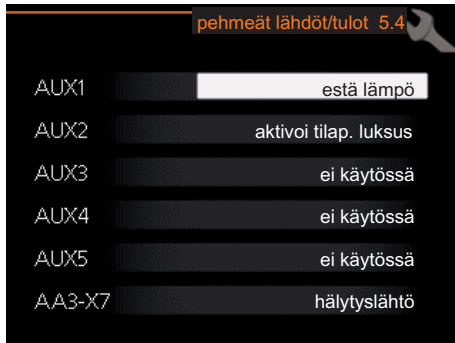 pehmeät lähdöt/tulot 5.4
AUX1 estä lämpö
AUX2 aktivoi tilap. luksus
AUX3 ei käytössä
AUX4 ei käytössä
AUX5 ei käytössä
AA3-X7 hälytyslähtö